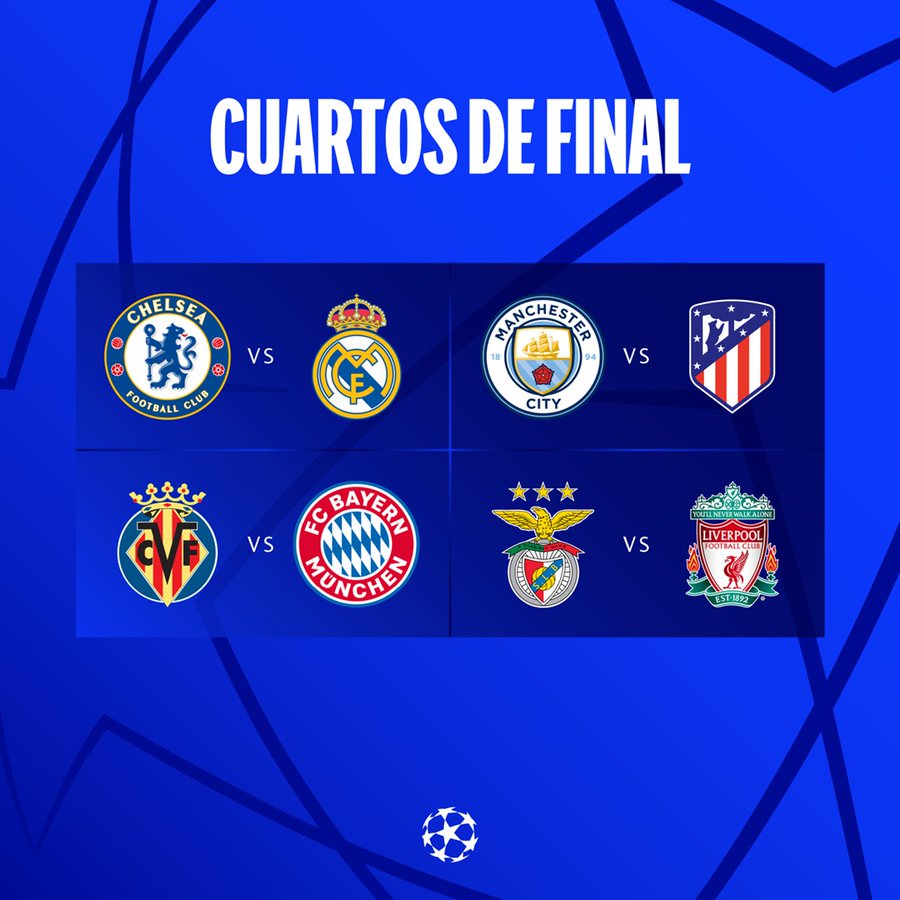 CUARTOS DE FINAL
CHELSEA
FOOTBALL CLUB
VS
MANCHESTER
18 94
CITY
VS
CVF
VS
FC BAYERN
MÜNCHEN
VS
YOU'LL NEVER WALK ALONE
LIVERPOOL
FOOTBALL CLUB
EST·1892